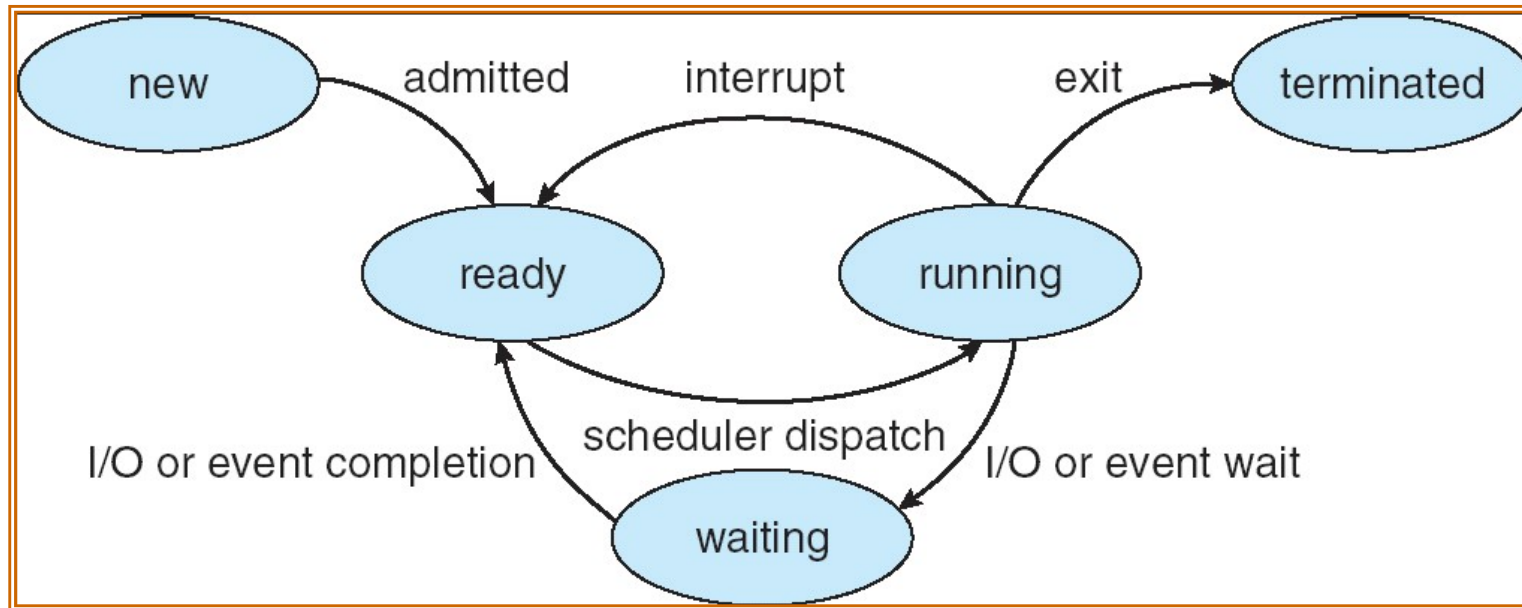 new
admitted
interrupt
exit
terminated
ready
running
scheduler dispatch
I/O or event completion
I/O or event wait
waiting